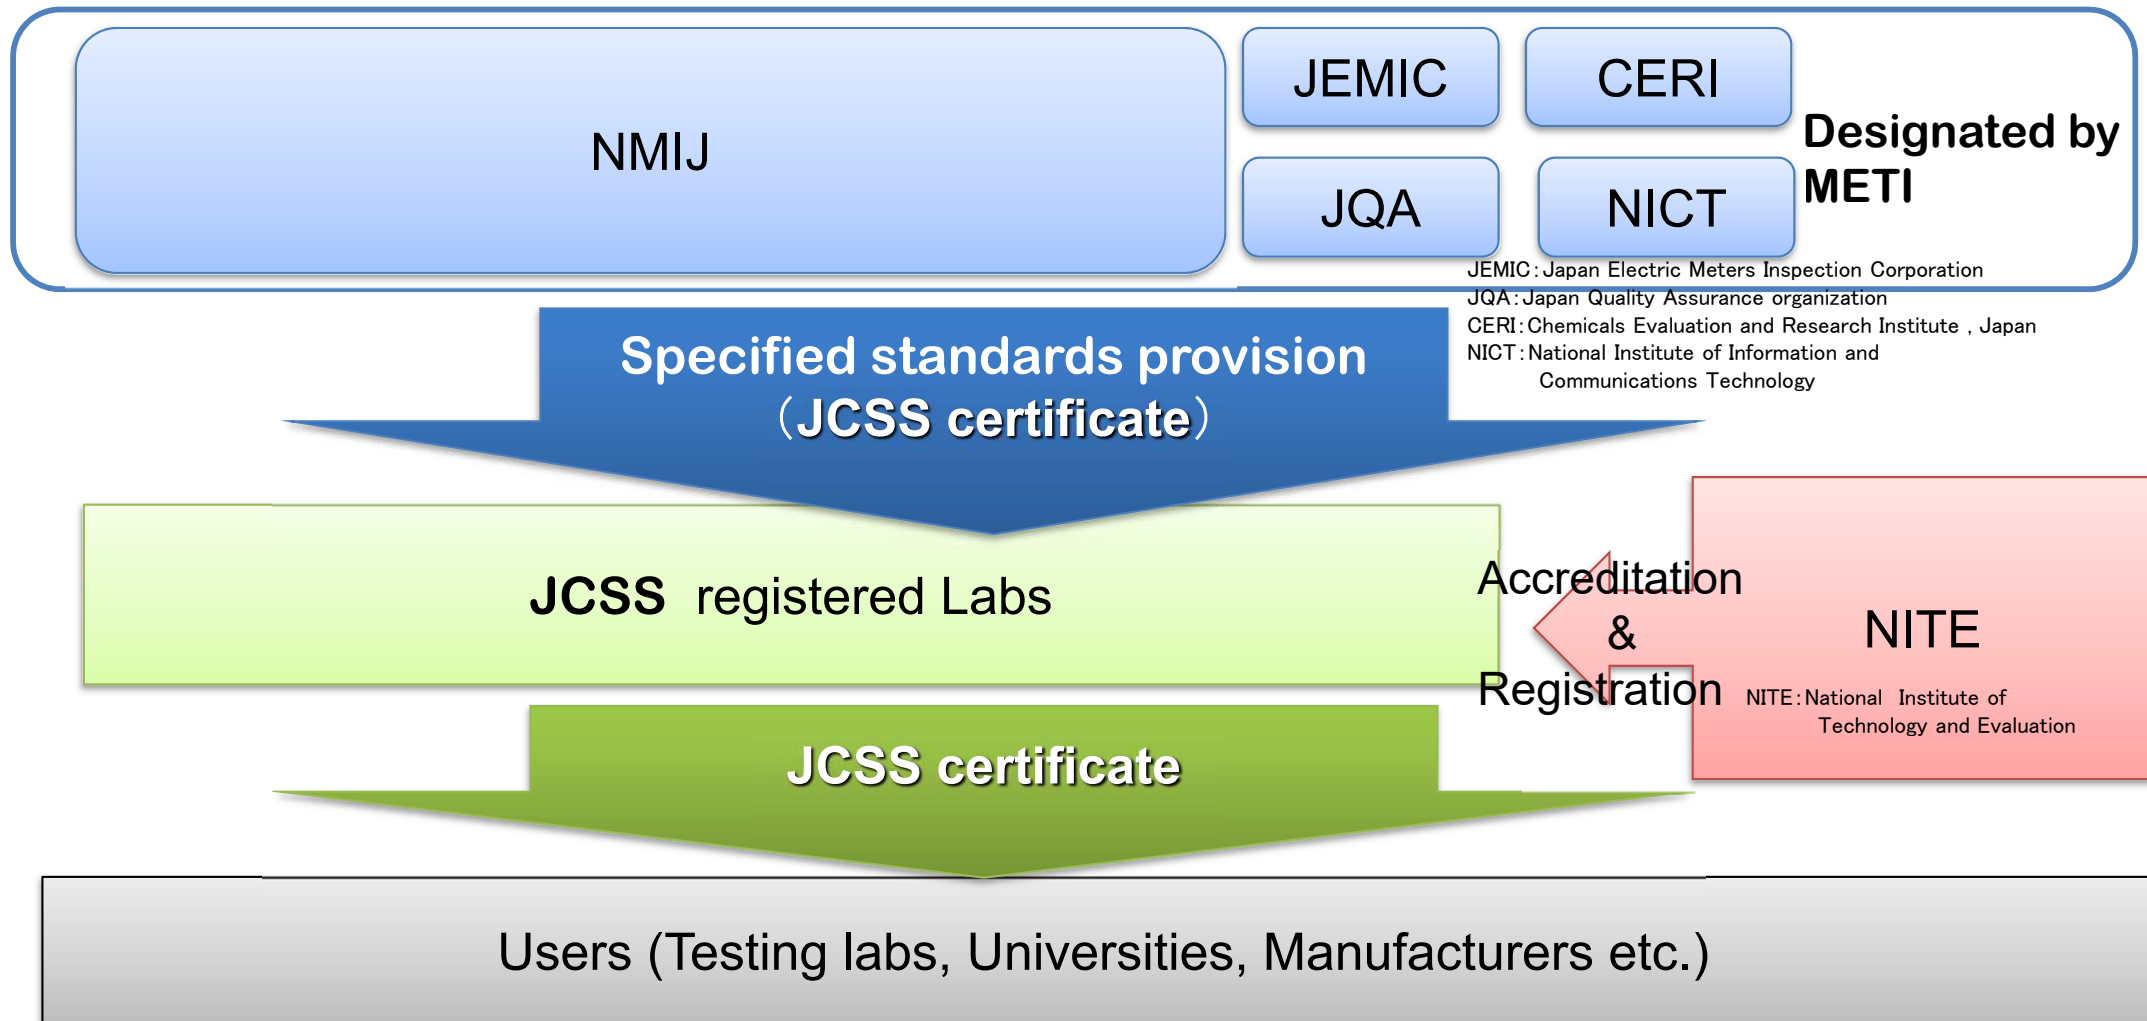 NMIJ
JEMIC
CERI
JQA
NICT
Designated by
METI
JEMIC：Japan Electric Meters Inspection Corporation
JQA：Japan Quality Assurance organization
CERI：Chemicals Evaluation and Research Institute , Japan
NICT：National Institute of Information and
Communications Technology
Specified standards provision
（JCSS certificate）
JCSS registered Labs
Accreditation
&
Registration
NITE
NITE：National Institute of
Technology and Evaluation
JCSS certificate
Users (Testing labs, Universities, Manufacturers etc.)